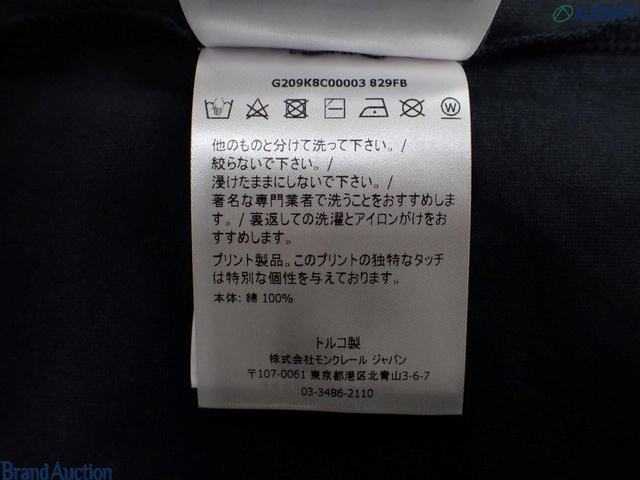 AUCNET
G209K8C00003 829FB
W
他のものと分けて洗って下さい。/
絞らないで下さい。/
浸けたままにしないで下さい。/
著名な専門業者で洗うことをおすすめしま
す。/ 裏返しての洗濯とアイロンがけをお
すすめします。
プリント製品。このプリントの独特なタッチ
は特別な個性を与えております。
本体: 綿 100%
トルコ製
株式会社モンクレール ジャパン
〒107-0061 東京都港区北青山3-6-7
03-3486-2110
Brand Auction